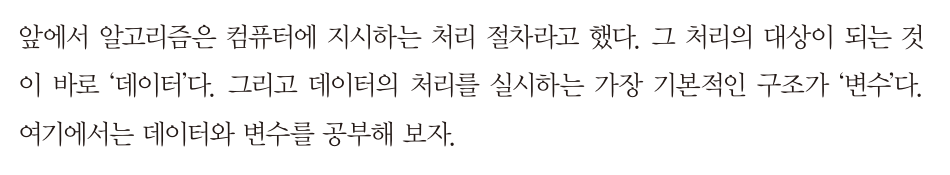 앞에서 알고리즘은 컴퓨터에 지시하는 처리 절차라고 했다. 그 처리의 대상이 되는 것
이 바로 ‘데이터’다. 그리고 데이터의 처리를 실시하는 가장 기본적인 구조가 ‘변수’다.
여기에서는 데이터와 변수를 공부해 보자.